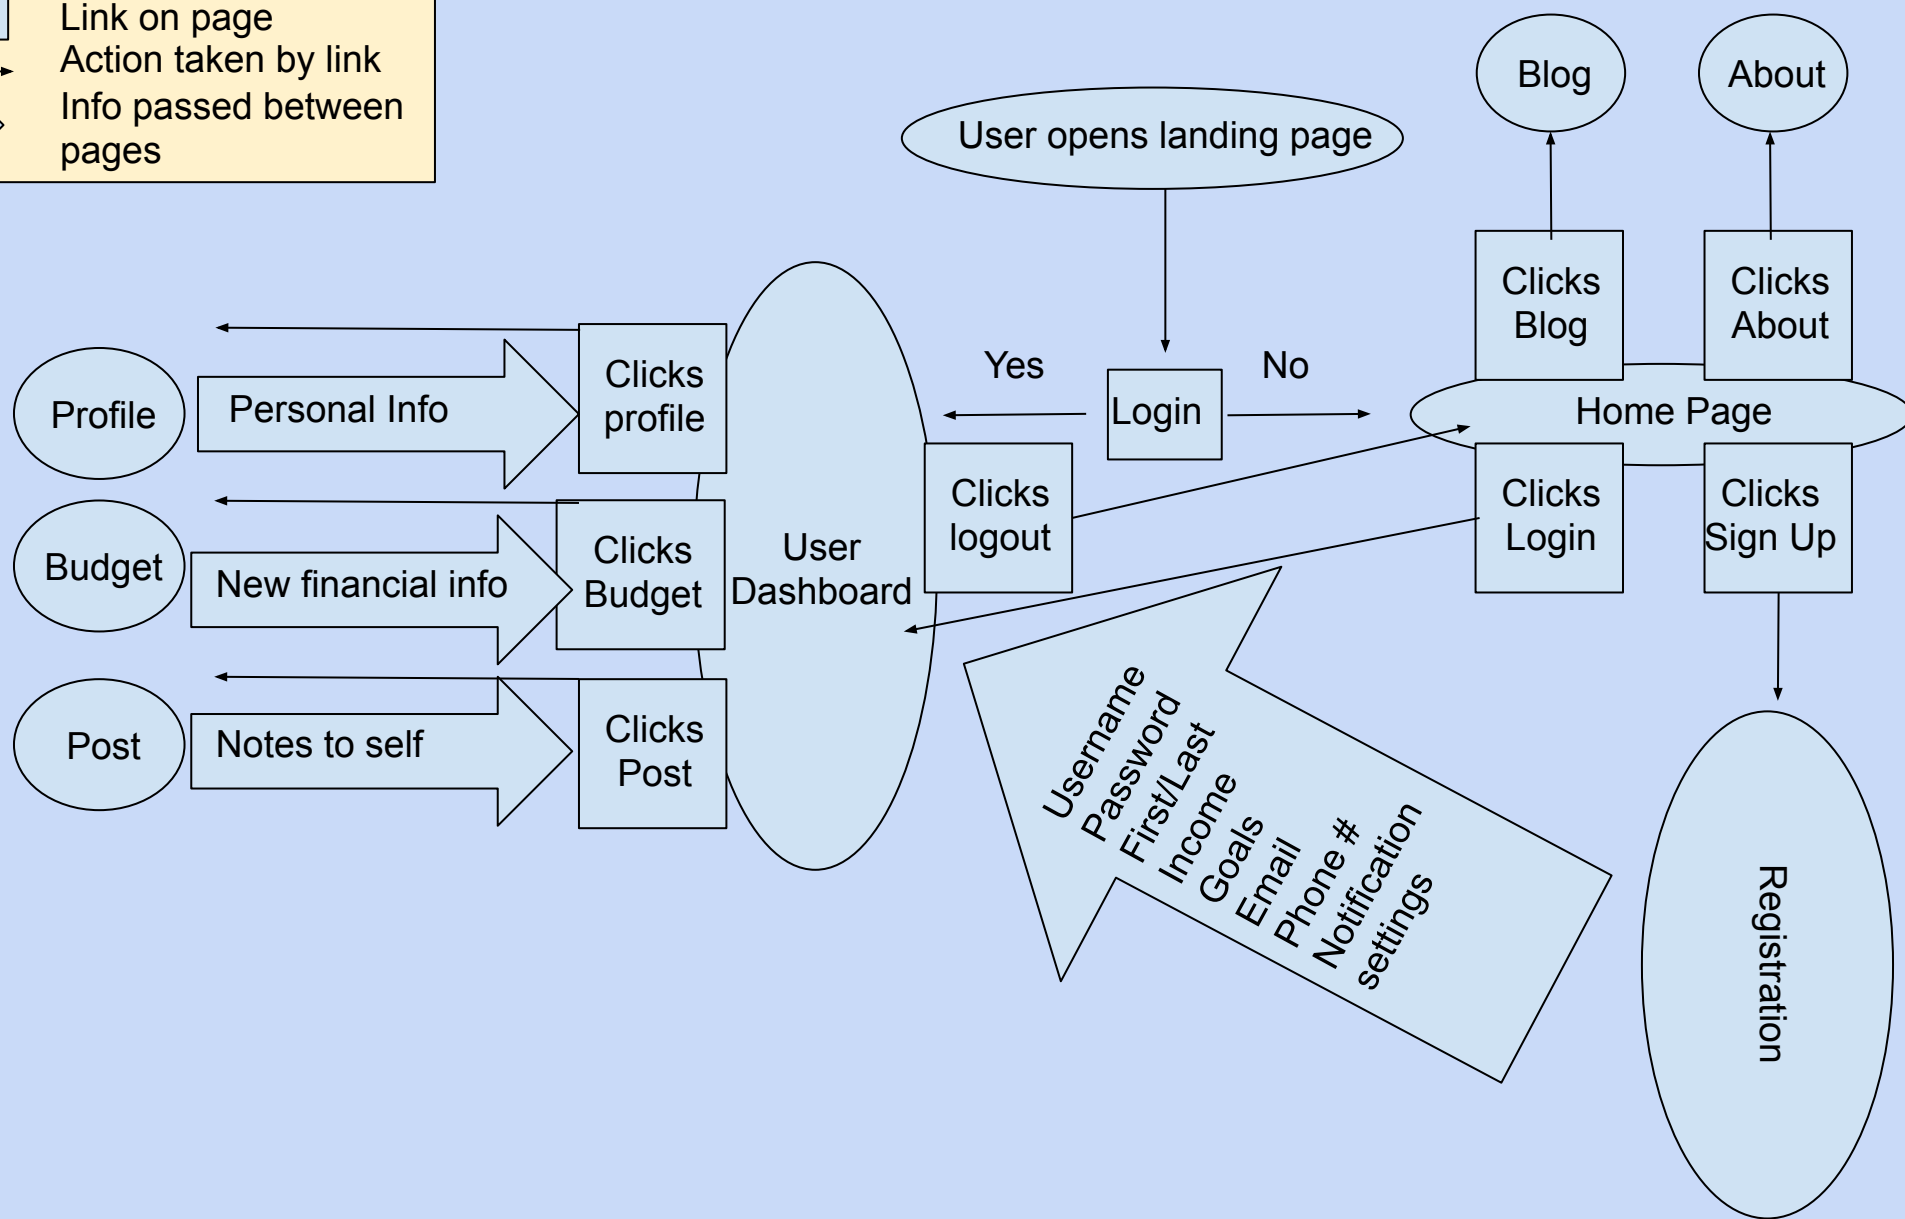 Link on page
Action taken by link
Info passed between
pages
Blog
About
User opens landing page
Clicks
Blog
Clicks
About
Yes
No
Login
Home Page
Clicks
profile
Profile
Personal Info
Clicks
logout
Clicks
Login
Clicks
Sign Up
User
Dashboard
Clicks
Budget
Budget
New financial info
Clicks
Post
Post
Notes to self
Username
Password
First/Last
Income
Goals
Email
Phone #
Notification
settings
Registration